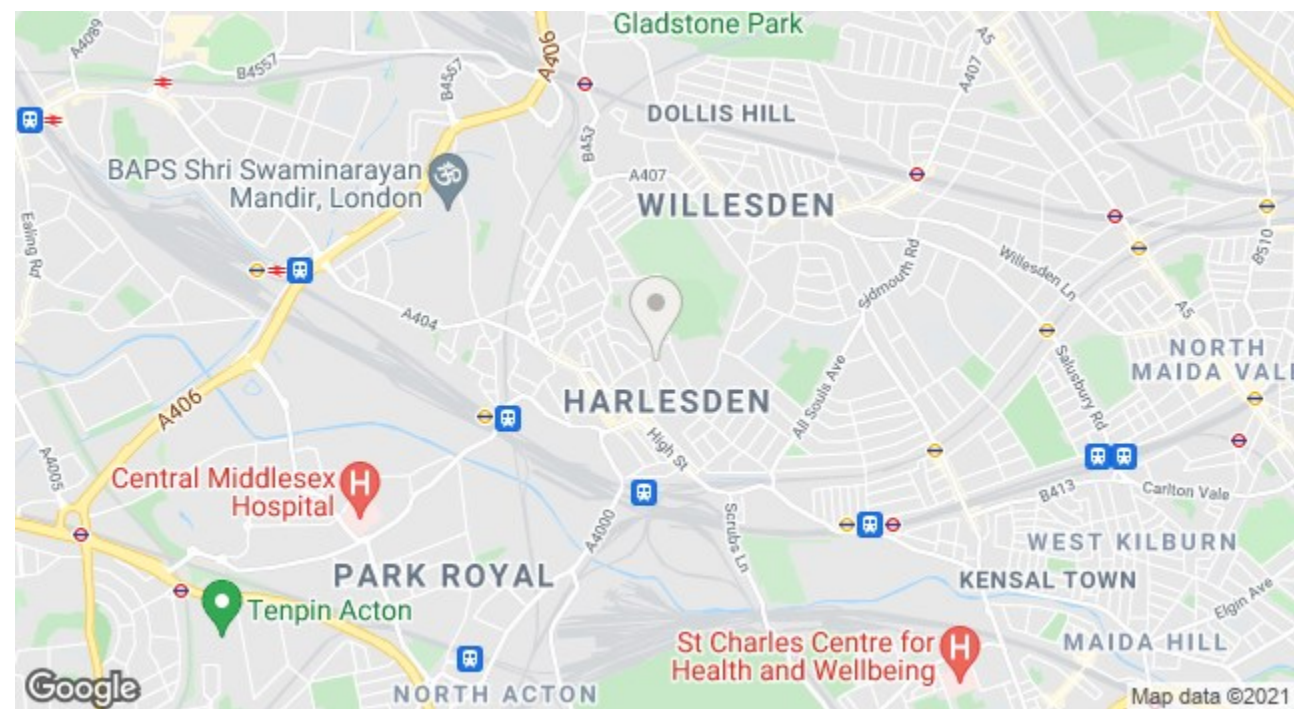 Gladstone Park
A4089
B4557
B4557
A406
A5
A407
DOLLIS HILL
B453
BAPS Shri Swaminarayan
Mandir, London
A407
WILLESDEN
Ealing Rd
B510
Sidmouth Rd
Willesden Ln
A404
A5
NORTH
MAIDA VALE
Salusbury Rd
A406
HARLESDEN
All Souls Ave
High St
A4005
Central Middlesex
Hospital
B413
Carlton Vale
A4000
Scrubs Ln
WEST KILBURN
PARK ROYAL
KENSAL TOWN
Elgin Ave
Tenpin Acton
St Charles Centre for
Health and Wellbeing
MAIDA HILL
Google
NORTH ACTON
Map data ©2021